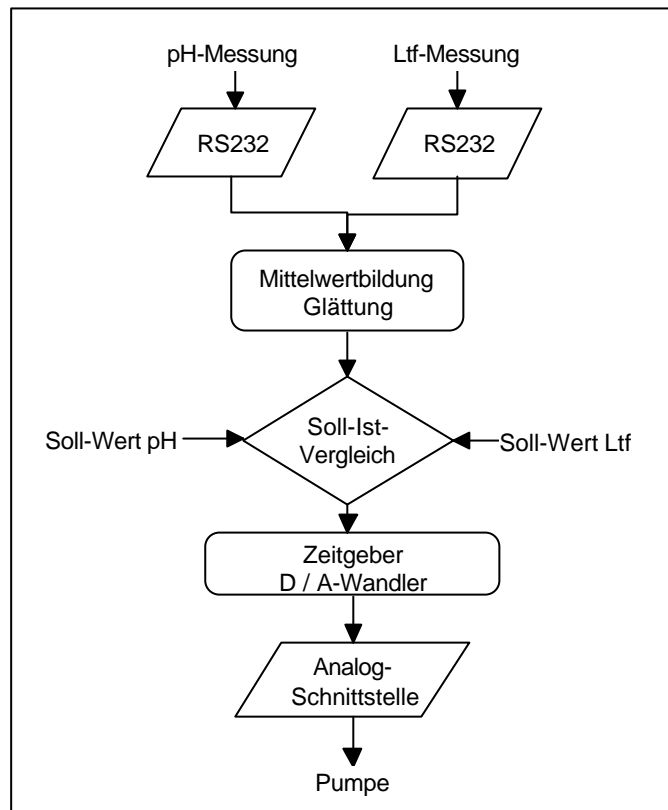 pH-Messung
Ltf-Messung
RS232
RS232
Mittelwertbildung
Glättung
Soll-Wert pH
Soll-Ist-
Vergleich
Soll-Wert Ltf
Zeitgeber
D / A-Wandler
Analog-
Schnittstelle
Pumpe